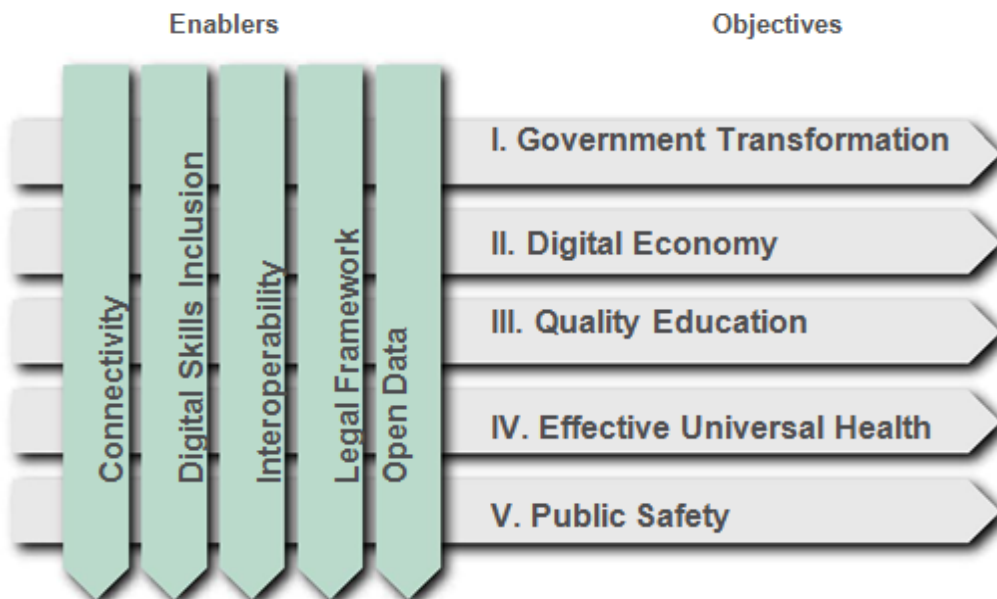 Enablers
Objectives
Connectivity
Digital Skills Inclusion
Interoperability
Legal Framework
Open Data
I. Government Transformation
II. Digital Economy
III. Quality Education
IV. Effective Universal Health
V. Public Safety